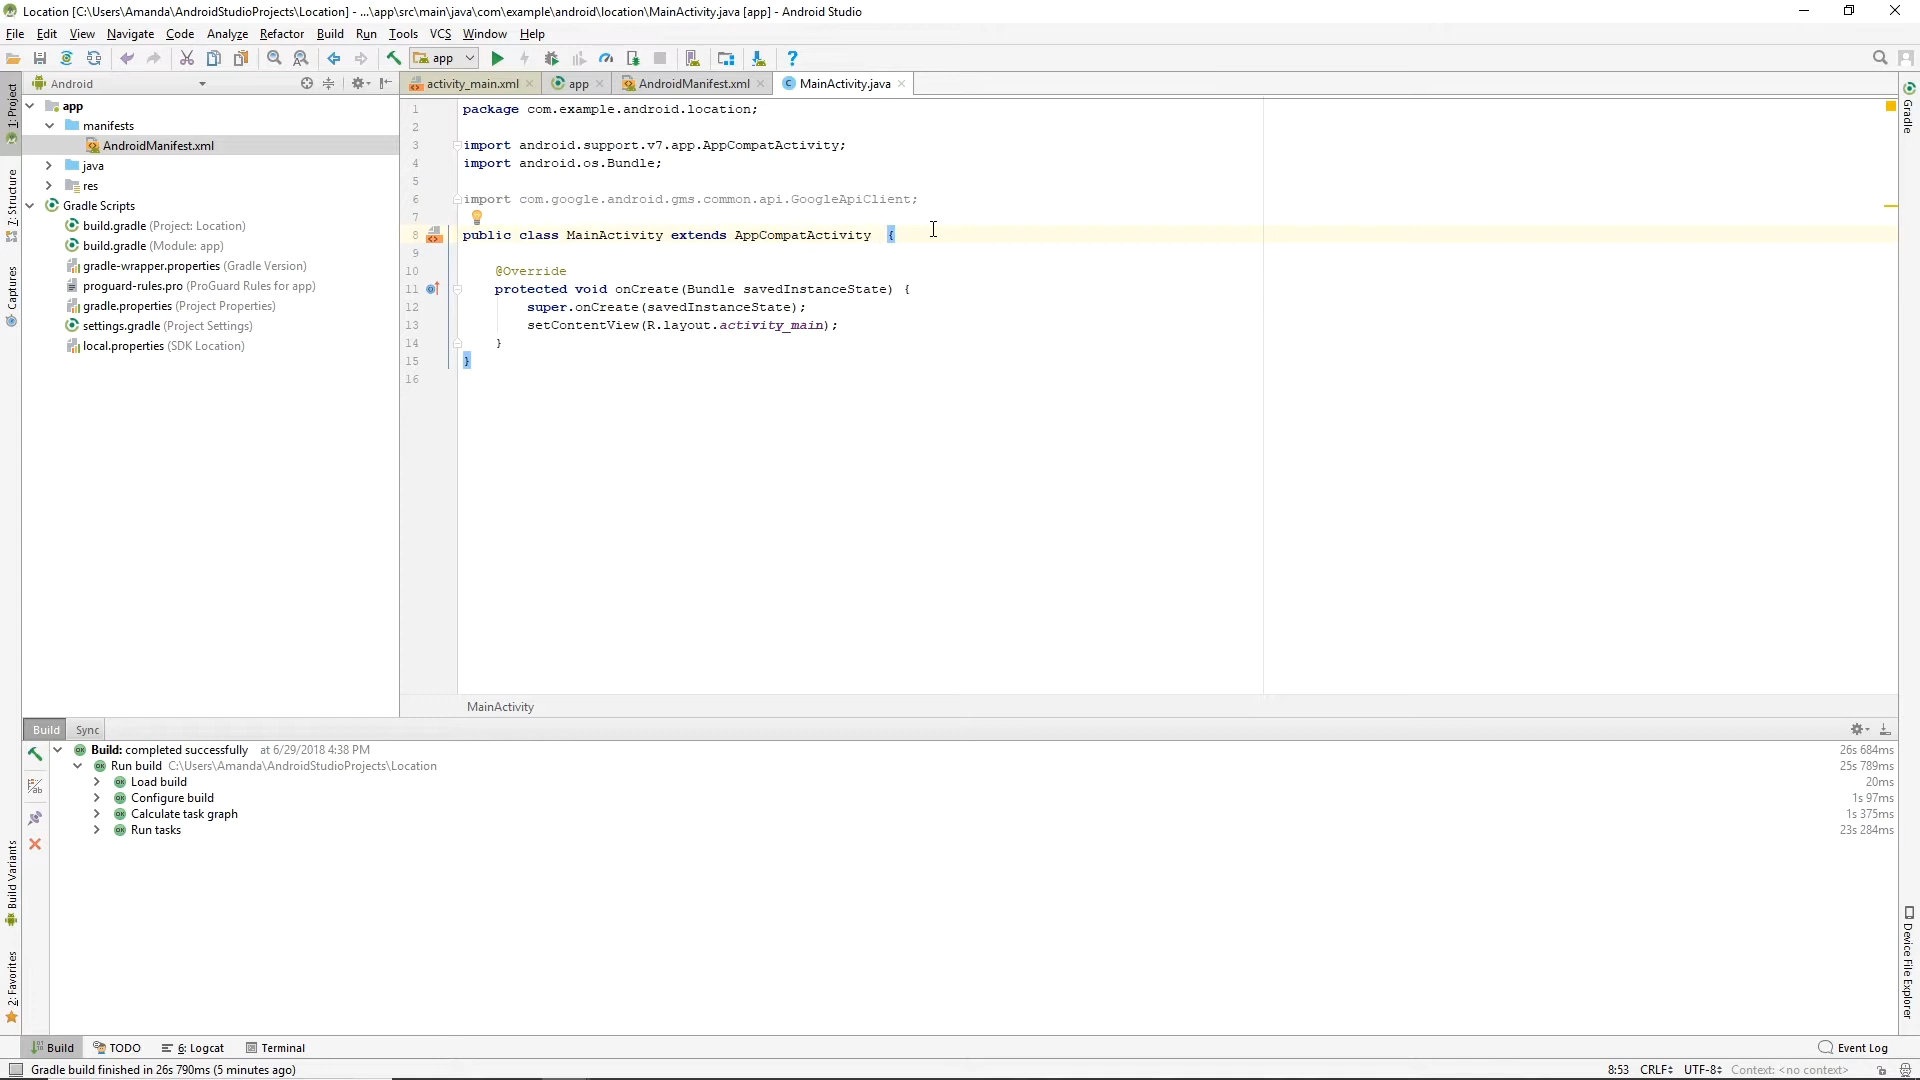 Location [C:\Users\Amanda\AndroidStudioProjects\Location] - ...\app\src\main\java\com\example\android\location\MainActivity.java [app] - Android Studio
File Edit View Navigate Code Analyze Refactor Build Run Tools VCS Window Help
app
Android
activity_main.xml app AndroidManifest.xml MainActivity.java
1: Project
7: Structure
Captures
Build Variants
2: Favorites
app
manifests
AndroidManifest.xml
java
res
Gradle Scripts
build.gradle (Project: Location)
build.gradle (Module: app)
gradle-wrapper.properties (Gradle Version)
proguard-rules.pro (ProGuard Rules for app)
gradle.properties (Project Properties)
settings.gradle (Project Settings)
local.properties (SDK Location)
1 package com.example.android.location;
2
3 import android.support.v7.app.AppCompatActivity;
4 import android.os.Bundle;
5
6 import com.google.android.gms.common.api.GoogleApiClient;
7
8 public class MainActivity extends AppCompatActivity  {
9
10 @Override
11 protected void onCreate(Bundle savedInstanceState) {
12 super.onCreate(savedInstanceState);
13 setContentView(R.layout.activity_main);
14 }
15 }
16
MainActivity
Gradle
Device File Explorer
Build Sync
Build: completed successfully at 6/29/2018 4:38 PM 26s 684ms
Run build C:\Users\Amanda\AndroidStudioProjects\Location 25s 789ms
Load build 20ms
Configure build 1s 97ms
Calculate task graph 1s 375ms
Run tasks 23s 284ms
Build TODO 6: Logcat Terminal Event Log
Gradle build finished in 26s 790ms (5 minutes ago) 8:53 CRLF UTF-8 Context: <no context>